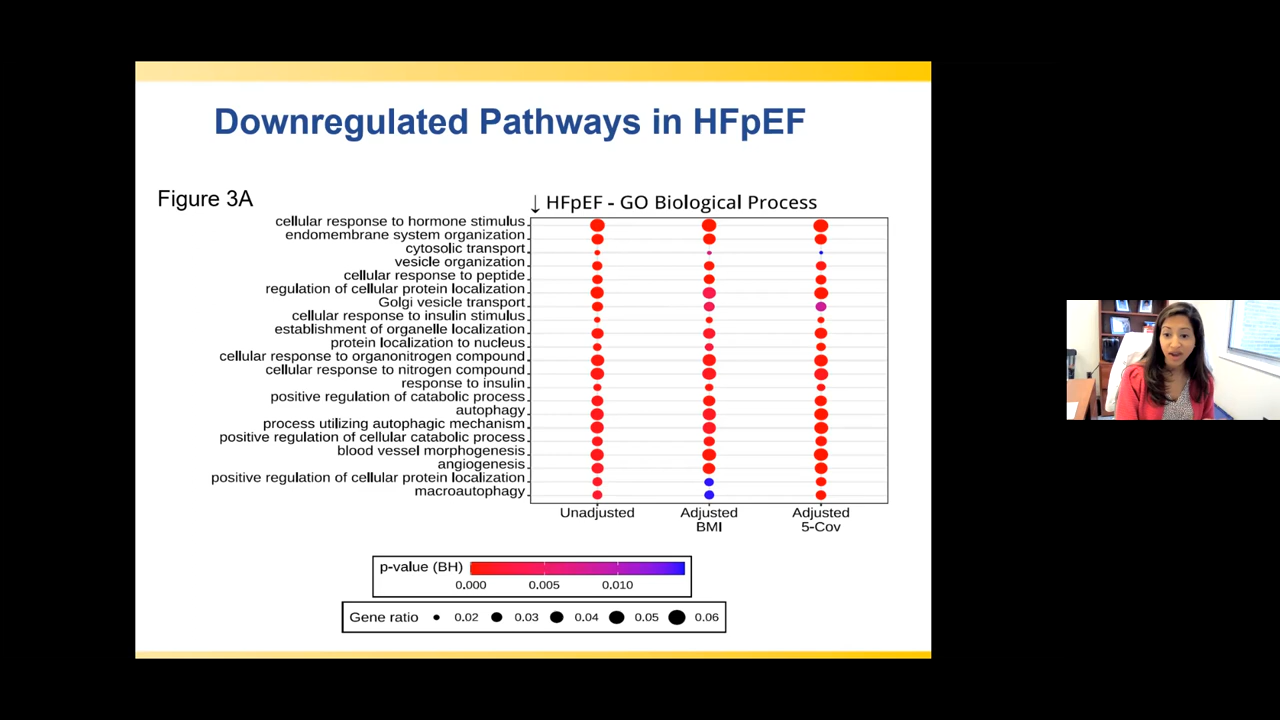 Downregulated Pathways in HFpEF
Figure 3A
↓ HFpEF - GO Biological Process
cellular response to hormone stimulus
endomembrane system organization
cytosolic transport
vesicle organization
cellular response to peptide
regulation of cellular protein localization
Golgi vesicle transport
cellular response to insulin stimulus
establishment of organelle localization
protein localization to nucleus
cellular response to organonitrogen compound
cellular response to nitrogen compound
response to insulin
positive regulation of catabolic process
autophagy
process utilizing autophagic mechanism
positive regulation of cellular catabolic process
blood vessel morphogenesis
angiogenesis
positive regulation of cellular protein localization
macroautophagy
Unadjusted Adjusted Adjusted
BMI 5-Cov
p-value (BH)
0.000 0.005 0.010
Gene ratio 0.02 0.03 0.04 0.05 0.06